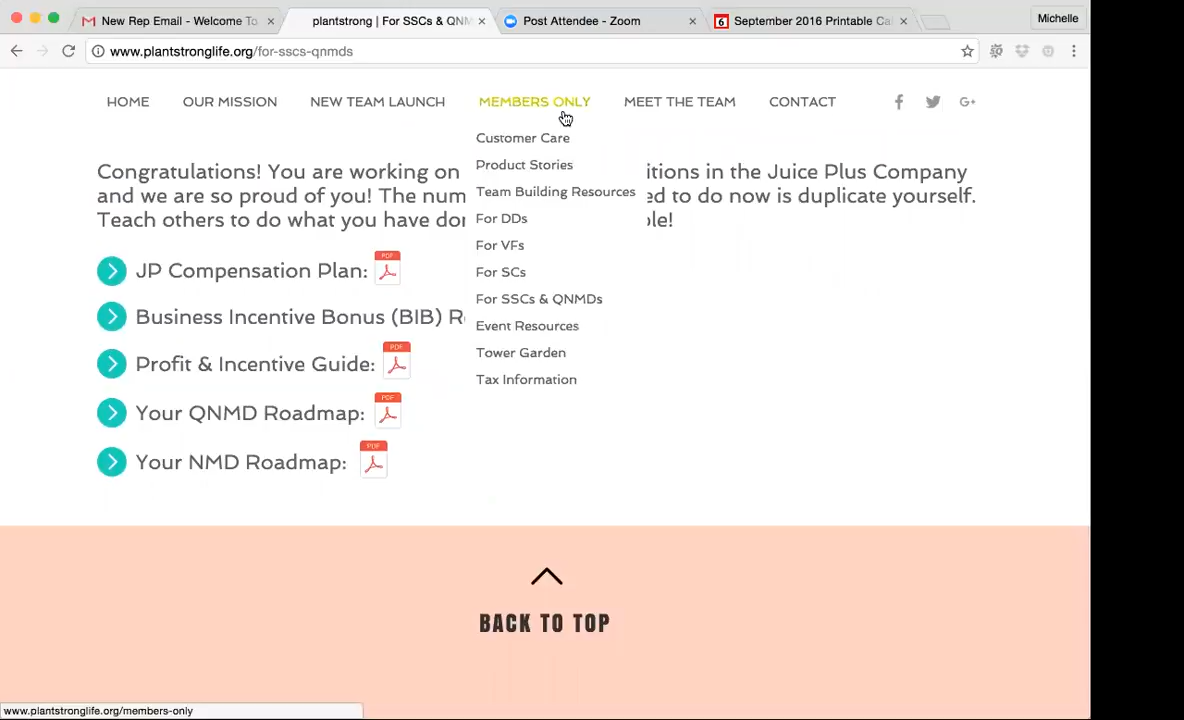 New Rep Email - Welcome To
plantstrong | For SSCs & QNM
Post Attendee - Zoom
September 2016 Printable Ca
Michelle
www.plantstronglife.org/for-sscs-qnmds
HOME
OUR MISSION
NEW TEAM LAUNCH
MEMBERS ONLY
MEET THE TEAM
CONTACT
Customer Care
Product Stories
Team Building Resources
For DDs
For VFs
For SCs
For SSCs & QNMDs
Event Resources
Tower Garden
Tax Information
Congratulations! You are working on itions in the Juice Plus Company
and we are so proud of you! The num ed to do now is duplicate yourself.
Teach others to do what you have don ple!
JP Compensation Plan: PDF
Business Incentive Bonus (BIB) R
Profit & Incentive Guide: PDF
Your QNMD Roadmap: PDF
Your NMD Roadmap: PDF
BACK TO TOP
www.plantstronglife.org/members-only